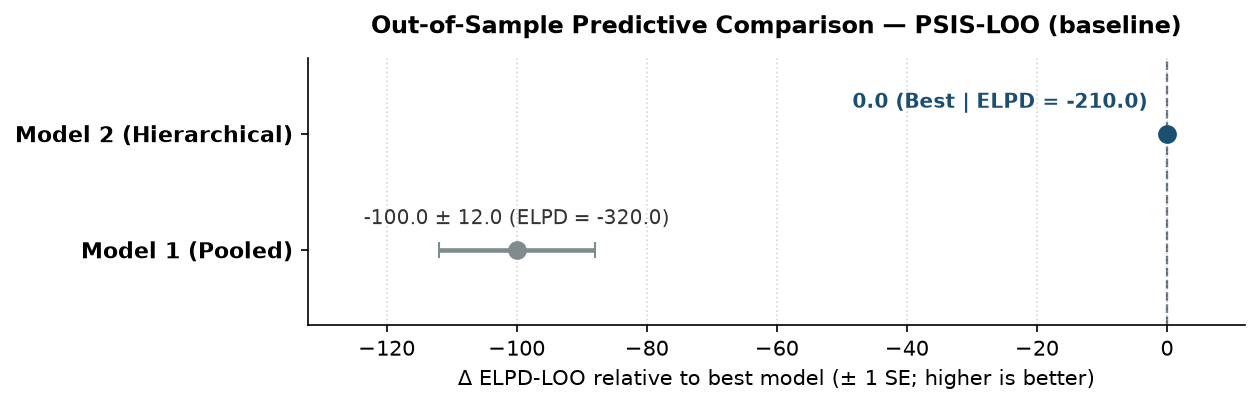 Out-of-Sample Predictive Comparison — PSIS-LOO (baseline)
0.0 (Best | ELPD = -210.0)
Model 2 (Hierarchical)
-100.0 ± 12.0 (ELPD = -320.0)
Model 1 (Pooled)
−120 −100 −80 −60 −40 −20 0
Δ ELPD-LOO relative to best model (± 1 SE; higher is better)